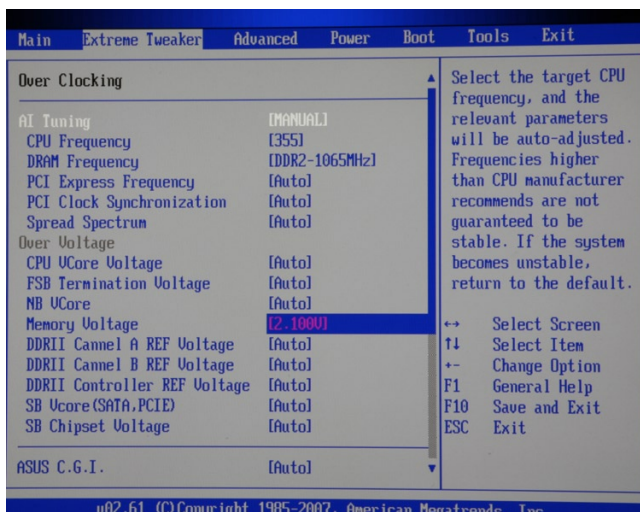 Main Extreme Tweaker Advanced Power Boot Tools Exit
Over Clocking
AI Tuning [MANUAL]
CPU Frequency [355]
DRAM Frequency [DDR2-1065MHz]
PCI Express Frequency [Auto]
PCI Clock Synchronization [Auto]
Spread Spectrum [Auto]
Over Voltage
CPU VCore Voltage [Auto]
FSB Termination Voltage [Auto]
NB VCore [Auto]
Memory Voltage [2.100V]
DDRII Cannel A REF Voltage [Auto]
DDRII Cannel B REF Voltage [Auto]
DDRII Controller REF Voltage [Auto]
SB Vcore(SATA,PCIE) [Auto]
SB Chipset Voltage [Auto]
ASUS C.G.I. [Auto]
Select the target CPU
frequency, and the
relevant parameters
will be auto-adjusted.
Frequencies higher
than CPU manufacturer
recommends are not
guaranteed to be
stable. If the system
becomes unstable,
return to the default.
↔ Select Screen
↑↓ Select Item
+- Change Option
F1 General Help
F10 Save and Exit
ESC Exit
v02.61 (C)Copyright 1985-2007, American Megatrends, Inc.